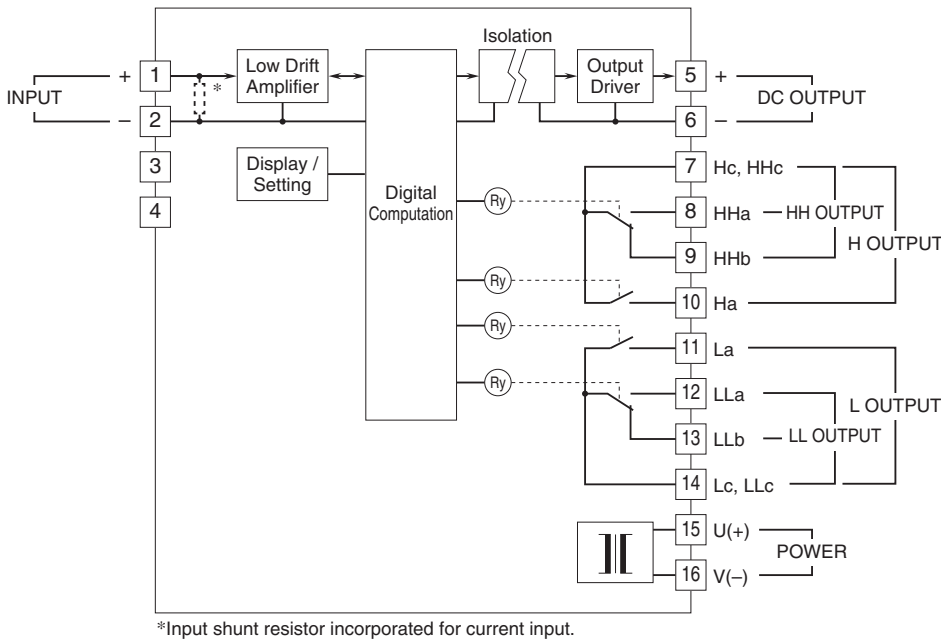 Isolation
INPUT
+
1
*
Low Drift
Amplifier
Output
Driver
5
+
DC OUTPUT
−
2
6
−
3
4
Display /
Setting
Digital
Computation
7
Hc, HHc
Ry
8
HHa
HH OUTPUT
9
HHb
H OUTPUT
Ry
10
Ha
Ry
11
La
Ry
12
LLa
L OUTPUT
13
LLb
LL OUTPUT
14
Lc, LLc
15
U(+)
POWER
16
V(–)
*Input shunt resistor incorporated for current input.